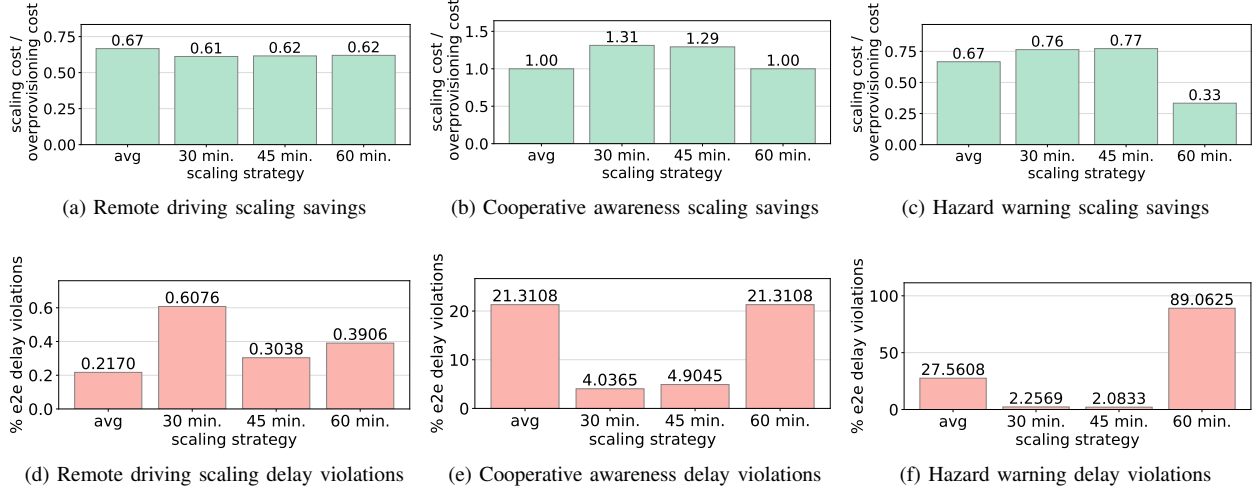 scaling cost /
overprovisioning cost
0.75
0.50
0.25
0.00
0.67
0.61
0.62
0.62
avg
30 min.
45 min.
60 min.
scaling strategy
(a) Remote driving scaling savings
scaling cost /
overprovisioning cost
1.5
1.0
0.5
0.0
1.00
1.31
1.29
1.00
avg
30 min.
45 min.
60 min.
scaling strategy
(b) Cooperative awareness scaling savings
scaling cost /
overprovisioning cost
0.75
0.50
0.25
0.00
0.67
0.76
0.77
0.33
avg
30 min.
45 min.
60 min.
scaling strategy
(c) Hazard warning scaling savings
% e2e delay violations
0.6
0.4
0.2
0.0
0.2170
0.6076
0.3038
0.3906
avg
30 min.
45 min.
60 min.
scaling strategy
(d) Remote driving scaling delay violations
% e2e delay violations
20
10
0
21.3108
4.0365
4.9045
21.3108
avg
30 min.
45 min.
60 min.
scaling strategy
(e) Cooperative awareness delay violations
% e2e delay violations
100
50
0
27.5608
2.2569
2.0833
89.0625
avg
30 min.
45 min.
60 min.
scaling strategy
(f) Hazard warning delay violations